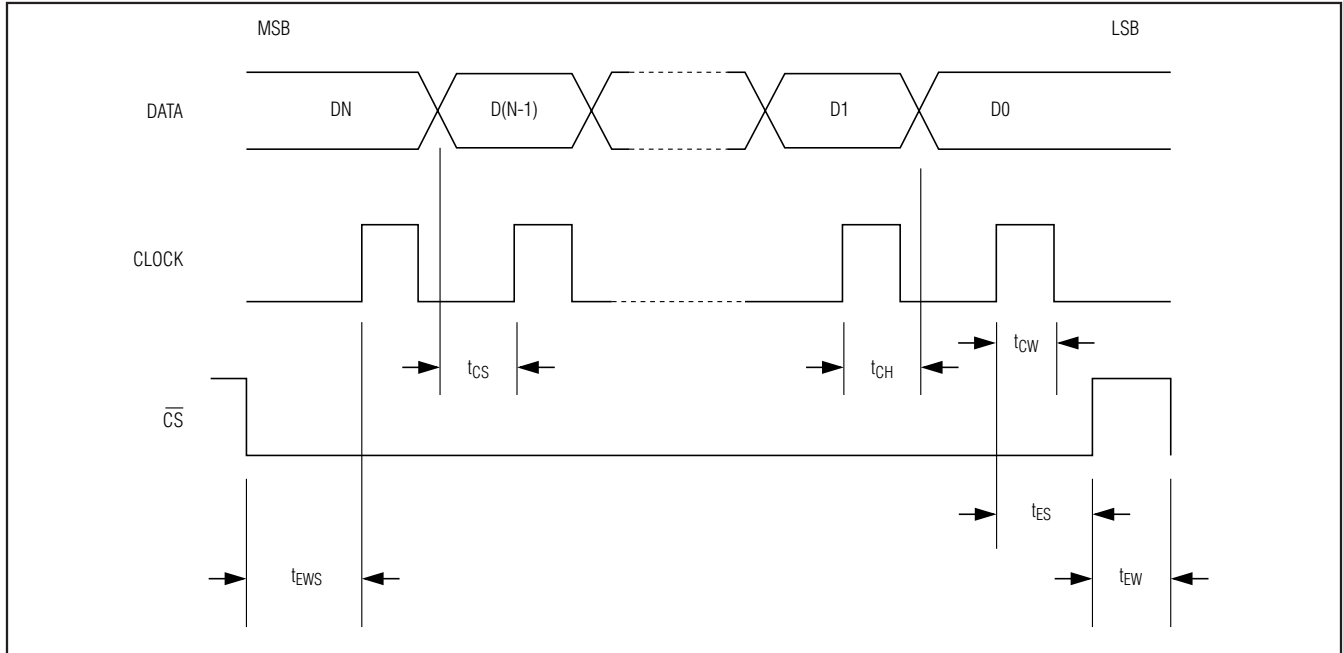 MSB LSB
DATA DN D(N-1) D1 D0
CLOCK
tCS tCH tCW
CS
tES
tEWS tEW